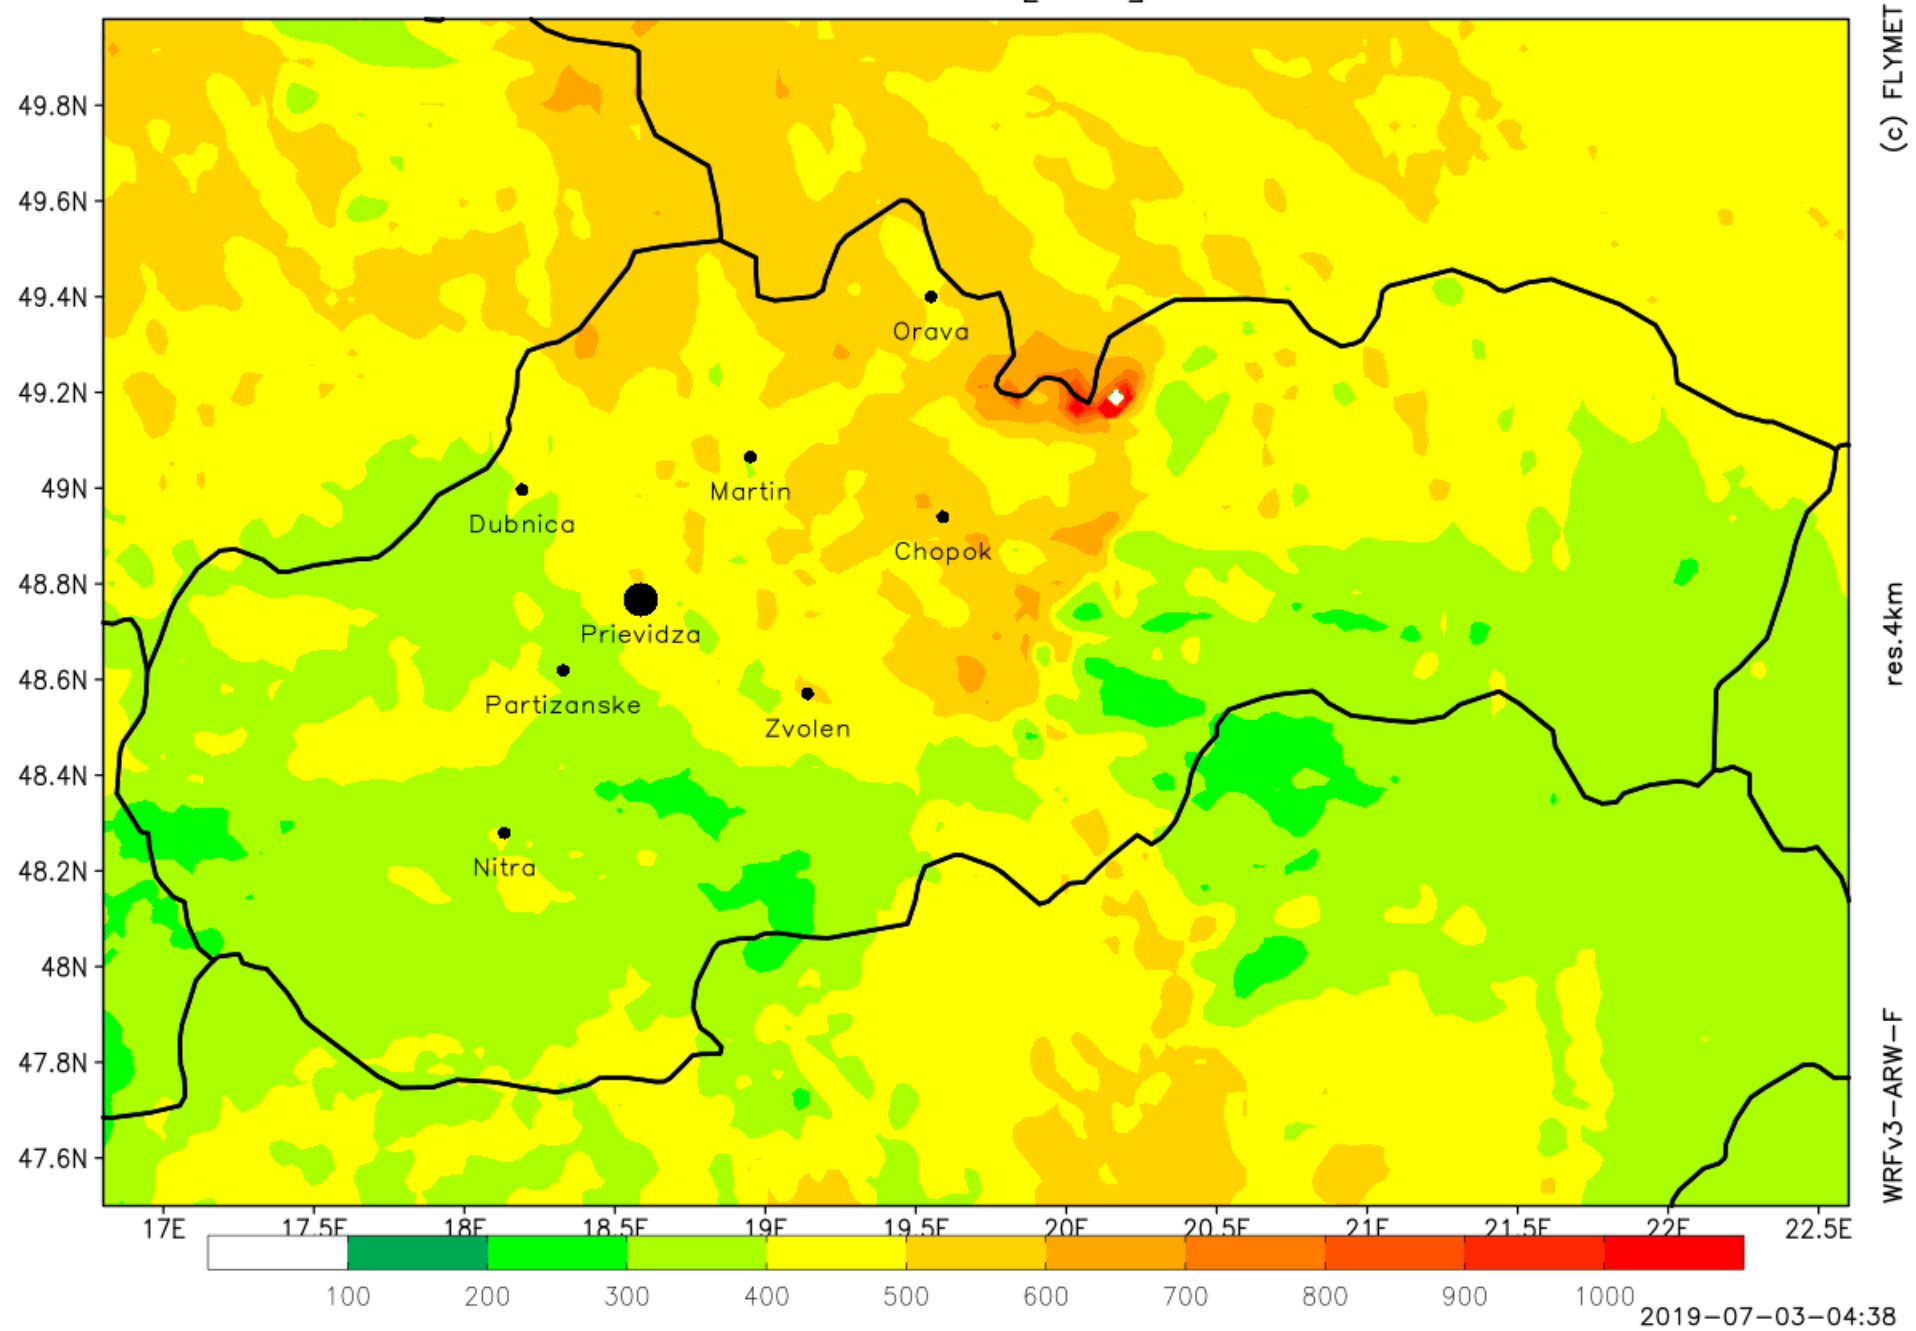 (c) FLYMET
49.8N
49.6N
49.4N
49.2N
49N
48.8N
48.6N
48.4N
48.2N
48N
47.8N
47.6N
Orava
Martin
Dubnica
Chopok
Prievidza
Partizanske
Zvolen
Nitra
res.4km
WRFv3-ARW-F
17E 17.5E 18E 18.5E 19E 19.5E 20E 20.5E 21E 21.5E 22E 22.5E
100 200 300 400 500 600 700 800 900 1000
2019-07-03-04:38